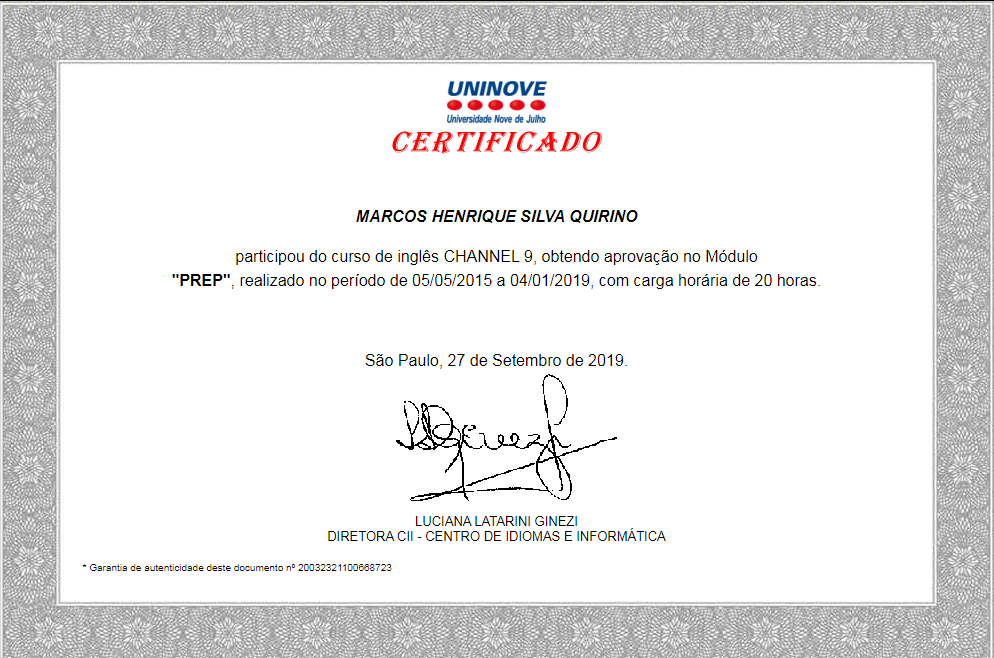 UNINOVE
Universidade Nove de Julho
CERTIFICADO
MARCOS HENRIQUE SILVA QUIRINO
participou do curso de inglês CHANNEL 9, obtendo aprovação no Módulo
"PREP", realizado no período de 05/05/2015 a 04/01/2019, com carga horária de 20 horas.
São Paulo, 27 de Setembro de 2019.
LUCIANA LATARINI GINEZI
DIRETORA CII - CENTRO DE IDIOMAS E INFORMÁTICA
* Garantia de autenticidade deste documento nº 20032321100668723